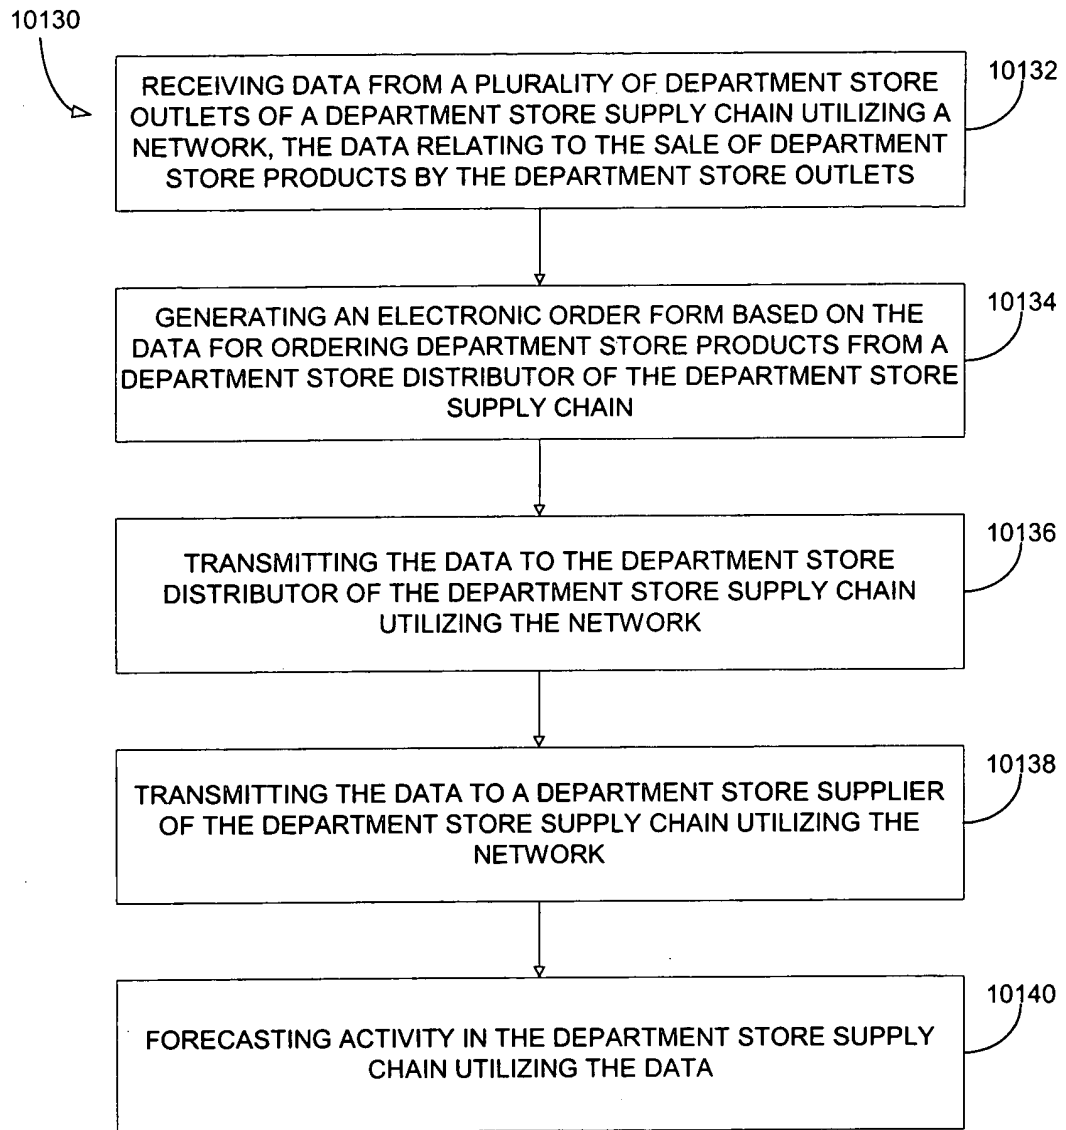 10130
RECEIVING DATA FROM A PLURALITY OF DEPARTMENT STORE
OUTLETS OF A DEPARTMENT STORE SUPPLY CHAIN UTILIZING A
NETWORK, THE DATA RELATING TO THE SALE OF DEPARTMENT
STORE PRODUCTS BY THE DEPARTMENT STORE OUTLETS
10132
GENERATING AN ELECTRONIC ORDER FORM BASED ON THE
DATA FOR ORDERING DEPARTMENT STORE PRODUCTS FROM A
DEPARTMENT STORE DISTRIBUTOR OF THE DEPARTMENT STORE
SUPPLY CHAIN
10134
TRANSMITTING THE DATA TO THE DEPARTMENT STORE
DISTRIBUTOR OF THE DEPARTMENT STORE SUPPLY CHAIN
UTILIZING THE NETWORK
10136
TRANSMITTING THE DATA TO A DEPARTMENT STORE SUPPLIER
OF THE DEPARTMENT STORE SUPPLY CHAIN UTILIZING THE
NETWORK
10138
FORECASTING ACTIVITY IN THE DEPARTMENT STORE SUPPLY
CHAIN UTILIZING THE DATA
10140